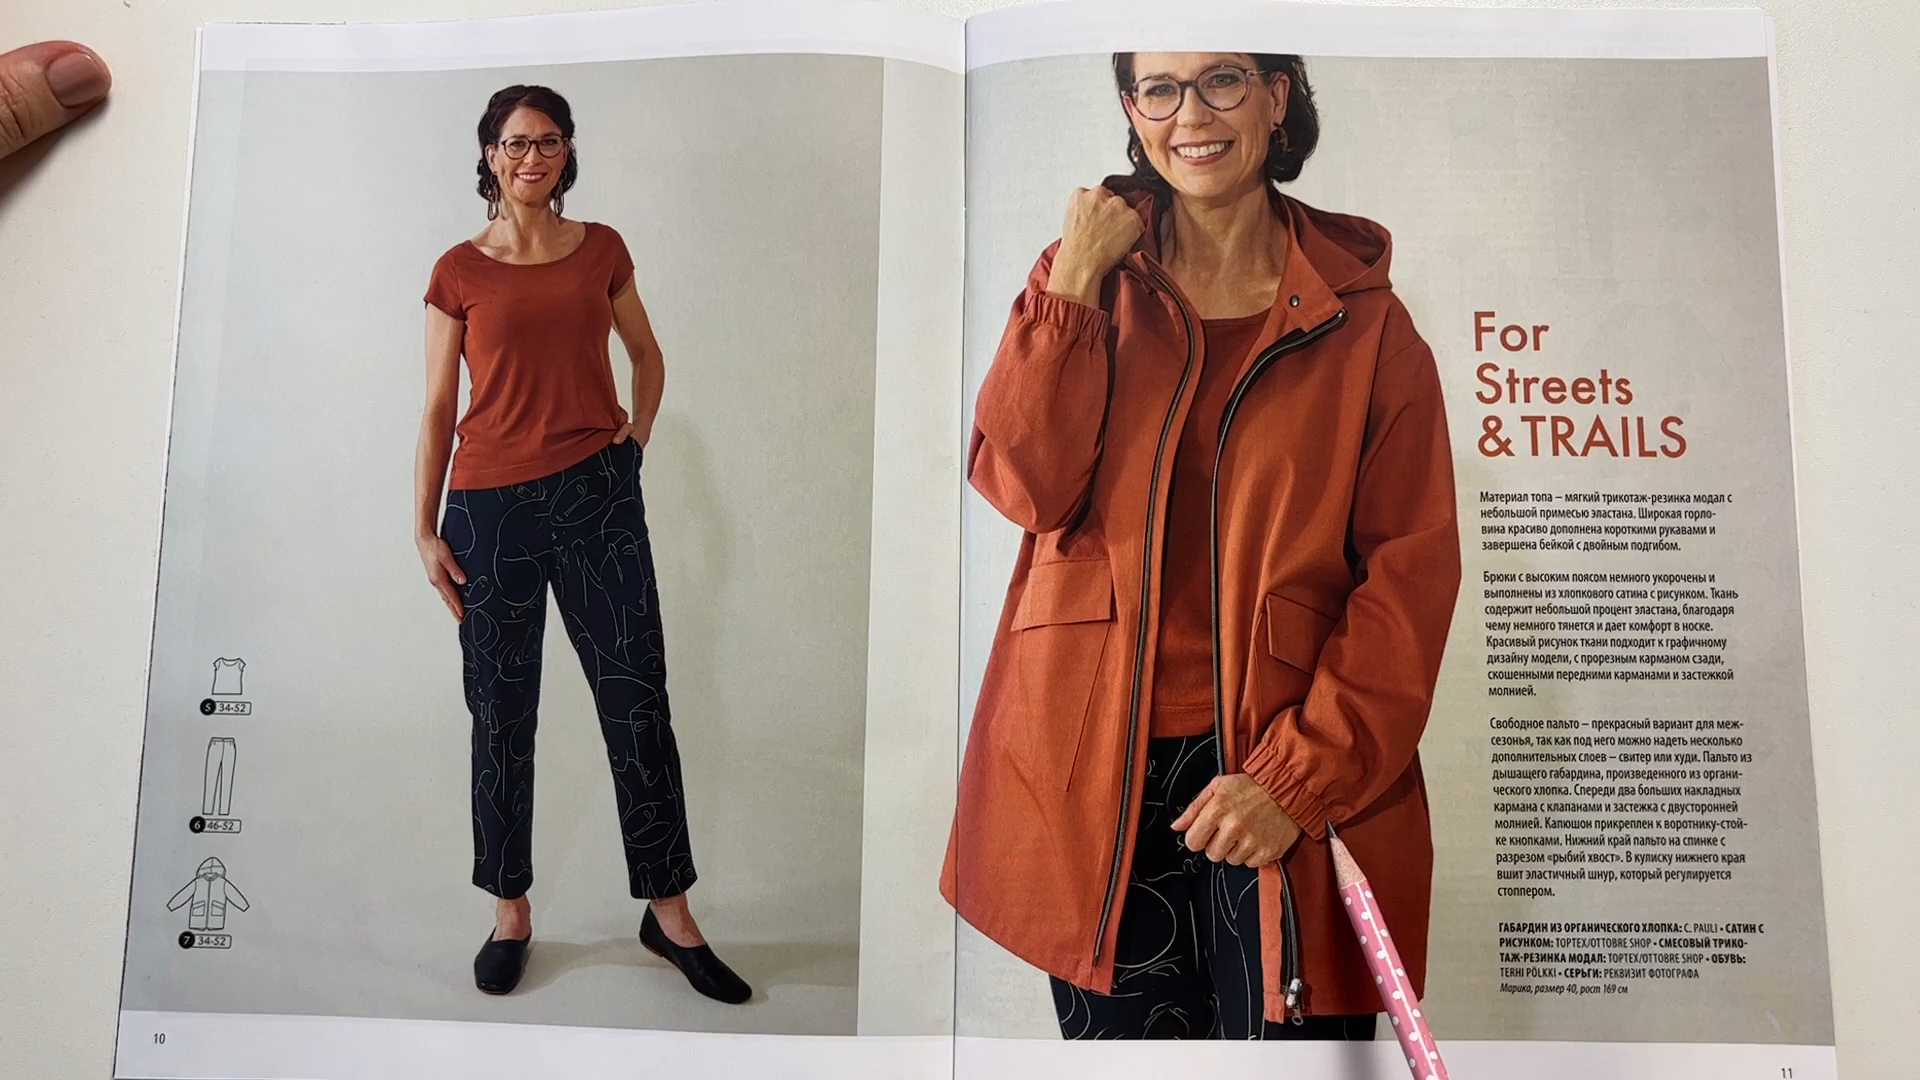 5 34-52
6 46-52
7 34-52
10
For
Streets
& TRAILS
Материал топа – мягкий трикотаж-резинка модал с
небольшой примесью эластана. Широкая горло-
вина красиво дополнена короткими рукавами и
завершена бейкой с двойным подгибом.
Брюки с высоким поясом немного укорочены и
выполнены из хлопкового сатина с рисунком. Ткань
содержит небольшой процент эластана, благодаря
чему немного тянется и дает комфорт в носке.
Красивый рисунок ткани подходит к графичному
дизайну модели, с прорезным карманом сзади,
скошенными передними карманами и застежкой
молнией.
Свободное пальто – прекрасный вариант для меж-
сезонья, так как под него можно надеть несколько
дополнительных слоев – свитер или худи. Пальто из
дышащего габардина, произведенного из органи-
ческого хлопка. Спереди два больших накладных
кармана с клапанами и застежка с двусторонней
молнией. Капюшон прикреплен к воротнику-стой-
ке кнопками. Нижний край пальто на спинке с
разрезом «рыбий хвост». В кулиску нижнего края
вшит эластичный шнур, который регулируется
стоппером.
ГАБАРДИН ИЗ ОРГАНИЧЕСКОГО ХЛОПКА: C. PAULI • САТИН С
РИСУНКОМ: TOPTEX/OTTOBRE SHOP • СМЕСОВЫЙ ТРИКО-
ТАЖ-РЕЗИНКА МОДАЛ: TOPTEX/OTTOBRE SHOP • ОБУВЬ:
TERHI PÖLKKI • СЕРЬГИ: РЕКВИЗИТ ФОТОГРАФА
Марика, размер 40, рост 169 см
11